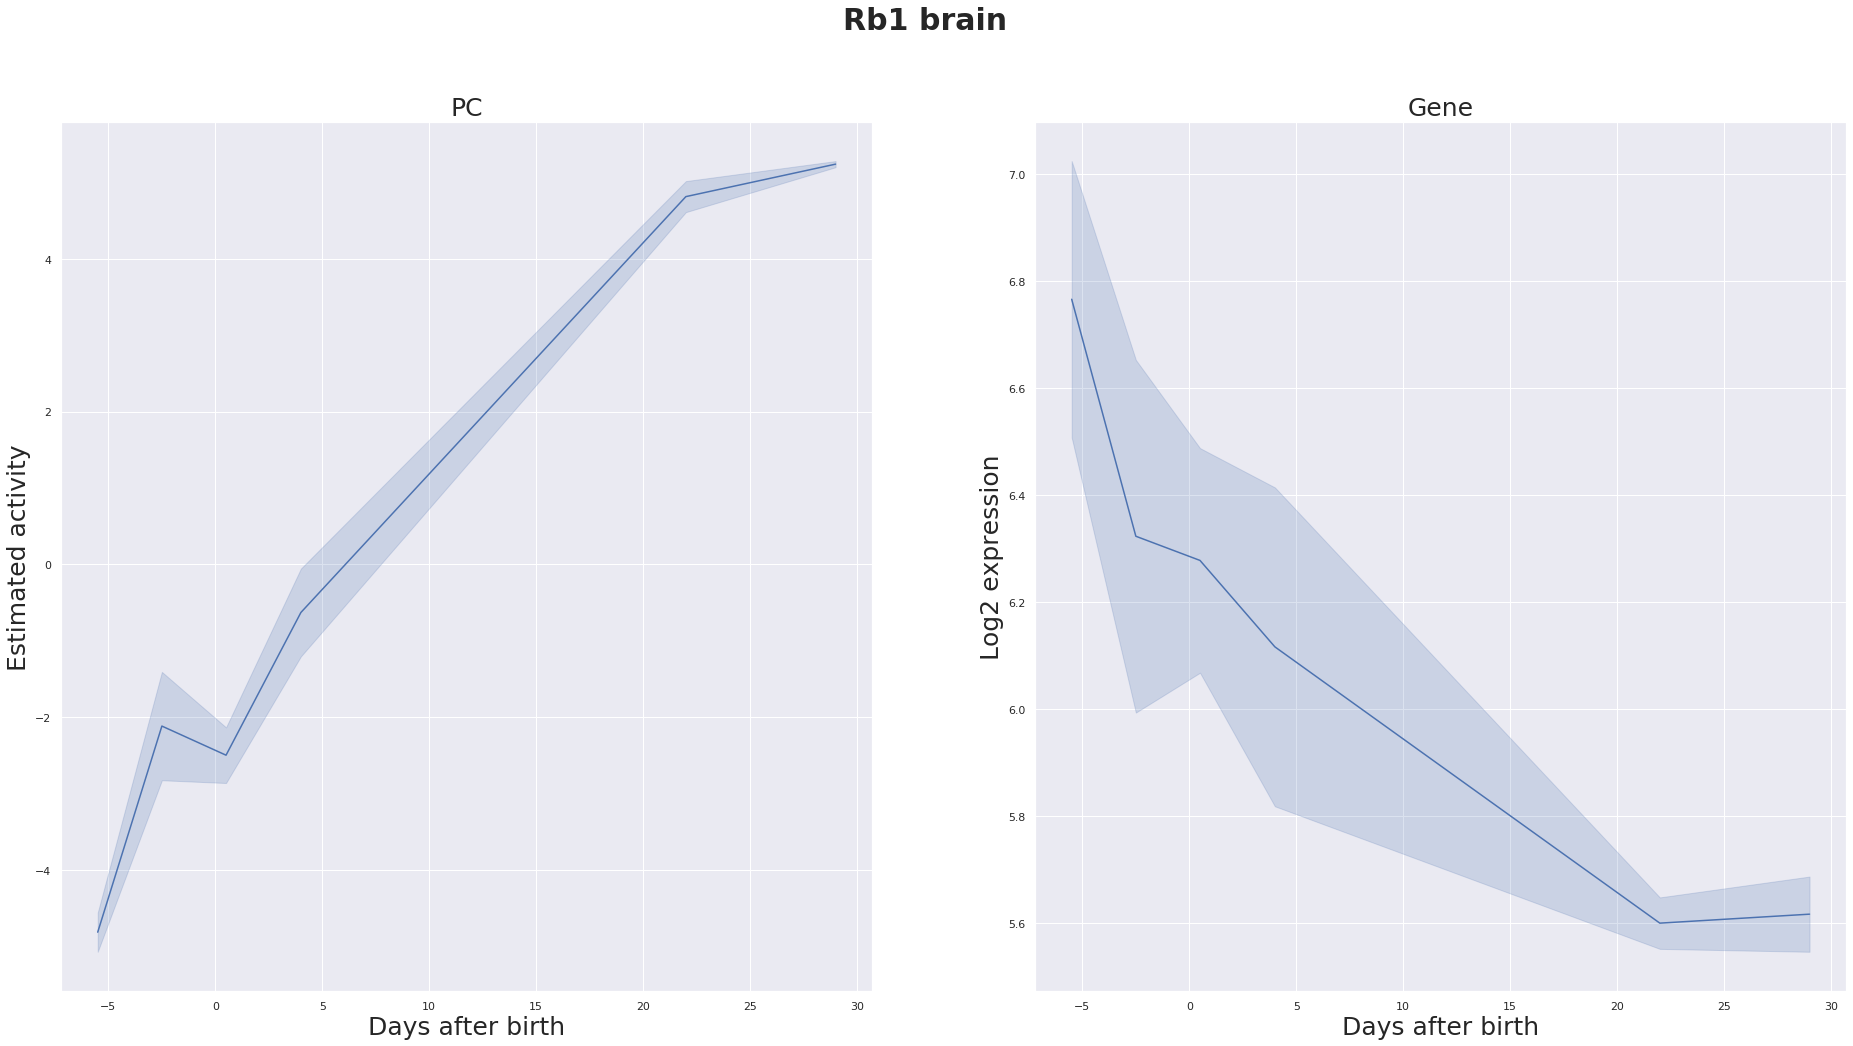 Rb1 brain
PC
Estimated activity
4
2
0
−2
−4
−5 0 5 10 15 20 25 30
Days after birth
Gene
Log2 expression
7.0
6.8
6.6
6.4
6.2
6.0
5.8
5.6
−5 0 5 10 15 20 25 30
Days after birth